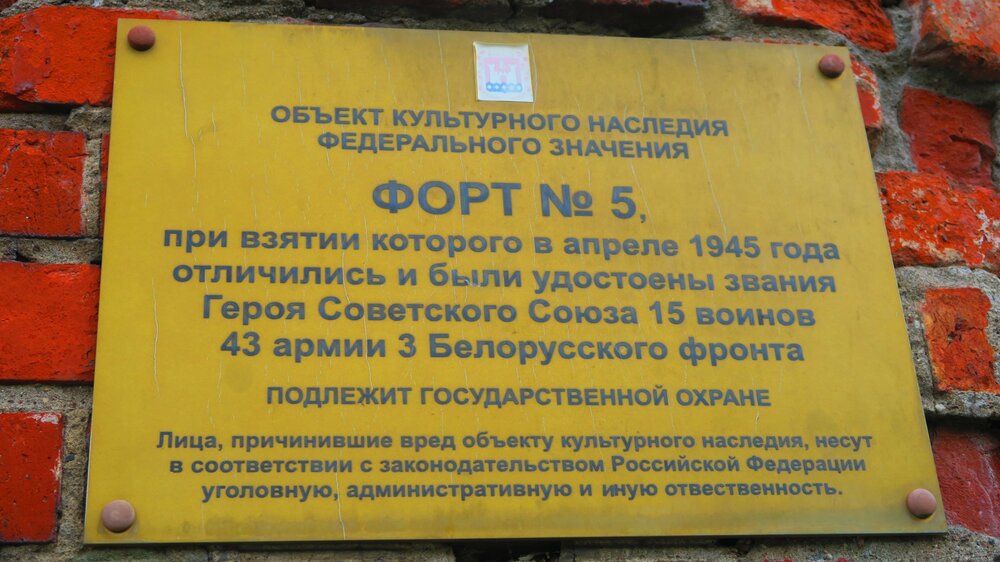 ОБЪЕКТ КУЛЬТУРНОГО НАСЛЕДИЯ
ФЕДЕРАЛЬНОГО ЗНАЧЕНИЯ
ФОРТ № 5,
при взятии которого в апреле 1945 года
отличились и были удостоены звания
Героя Советского Союза 15 воинов
43 армии 3 Белорусского фронта
ПОДЛЕЖИТ ГОСУДАРСТВЕННОЙ ОХРАНЕ
Лица, причинившие вред объекту культурного наследия, несут
в соответствии с законодательством Российской Федерации
уголовную, административную и иную отвественность.